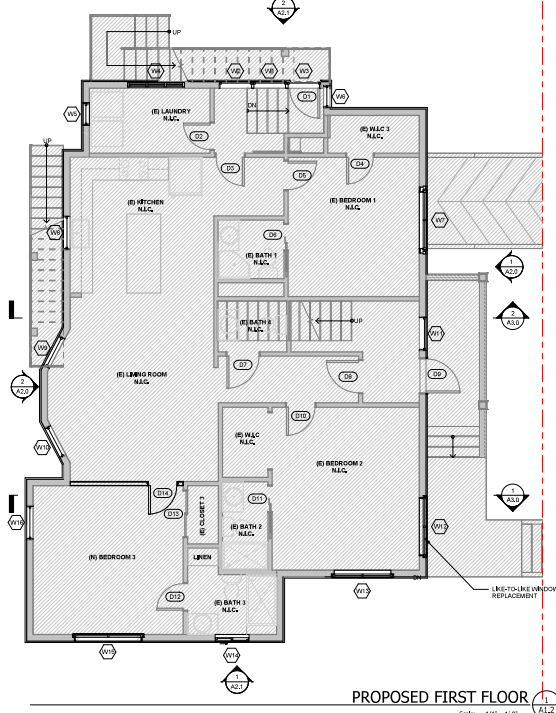 2
A2.1
UP
W4
W2
W3
W3
D1
W6
DN
W5
(E) LAUNDRY
N.I.C.
D2
(E) W.I.C 3
N.I.C.
UP
D3
D5
D4
(E) KITCHEN
N.I.C.
(E) BEDROOM 1
N.I.C.
W7
D6
(E) BATH 1
N.I.C.
1
A2.0
(E) BATH 4
N.I.C.
UP
W11
2
A3.0
W9
D7
D8
D9
(E) LIVING ROOM
N.I.C.
2
A2.0
D10
W10
(E) W.I.C
N.I.C.
(E) BEDROOM 2
N.I.C.
D14
D11
1
A3.0
D13
(E) CLOSET 3
W16
(E) BATH 2
N.I.C.
W12
(N) BEDROOM 3
LINEN
DN
W13
LIKE-TO-LIKE WINDOW
REPLACEMENT
D12
(E) BATH 3
N.I.C.
W15
W14
1
A2.1
PROPOSED FIRST FLOOR
1
A1.2